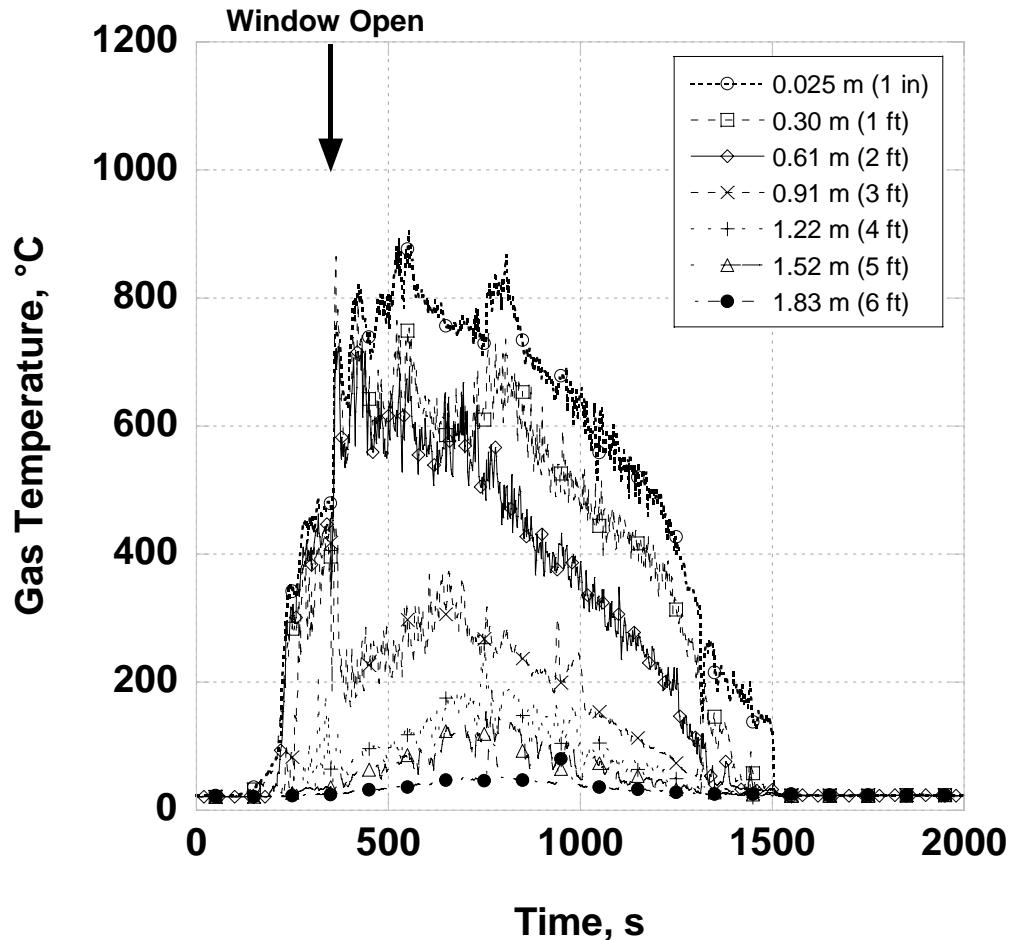 Window Open
1200
1000
800
600
400
200
0
Gas Temperature, °C
0.025 m (1 in)
0.30 m (1 ft)
0.61 m (2 ft)
0.91 m (3 ft)
1.22 m (4 ft)
1.52 m (5 ft)
1.83 m (6 ft)
0 500 1000 1500 2000
Time, s